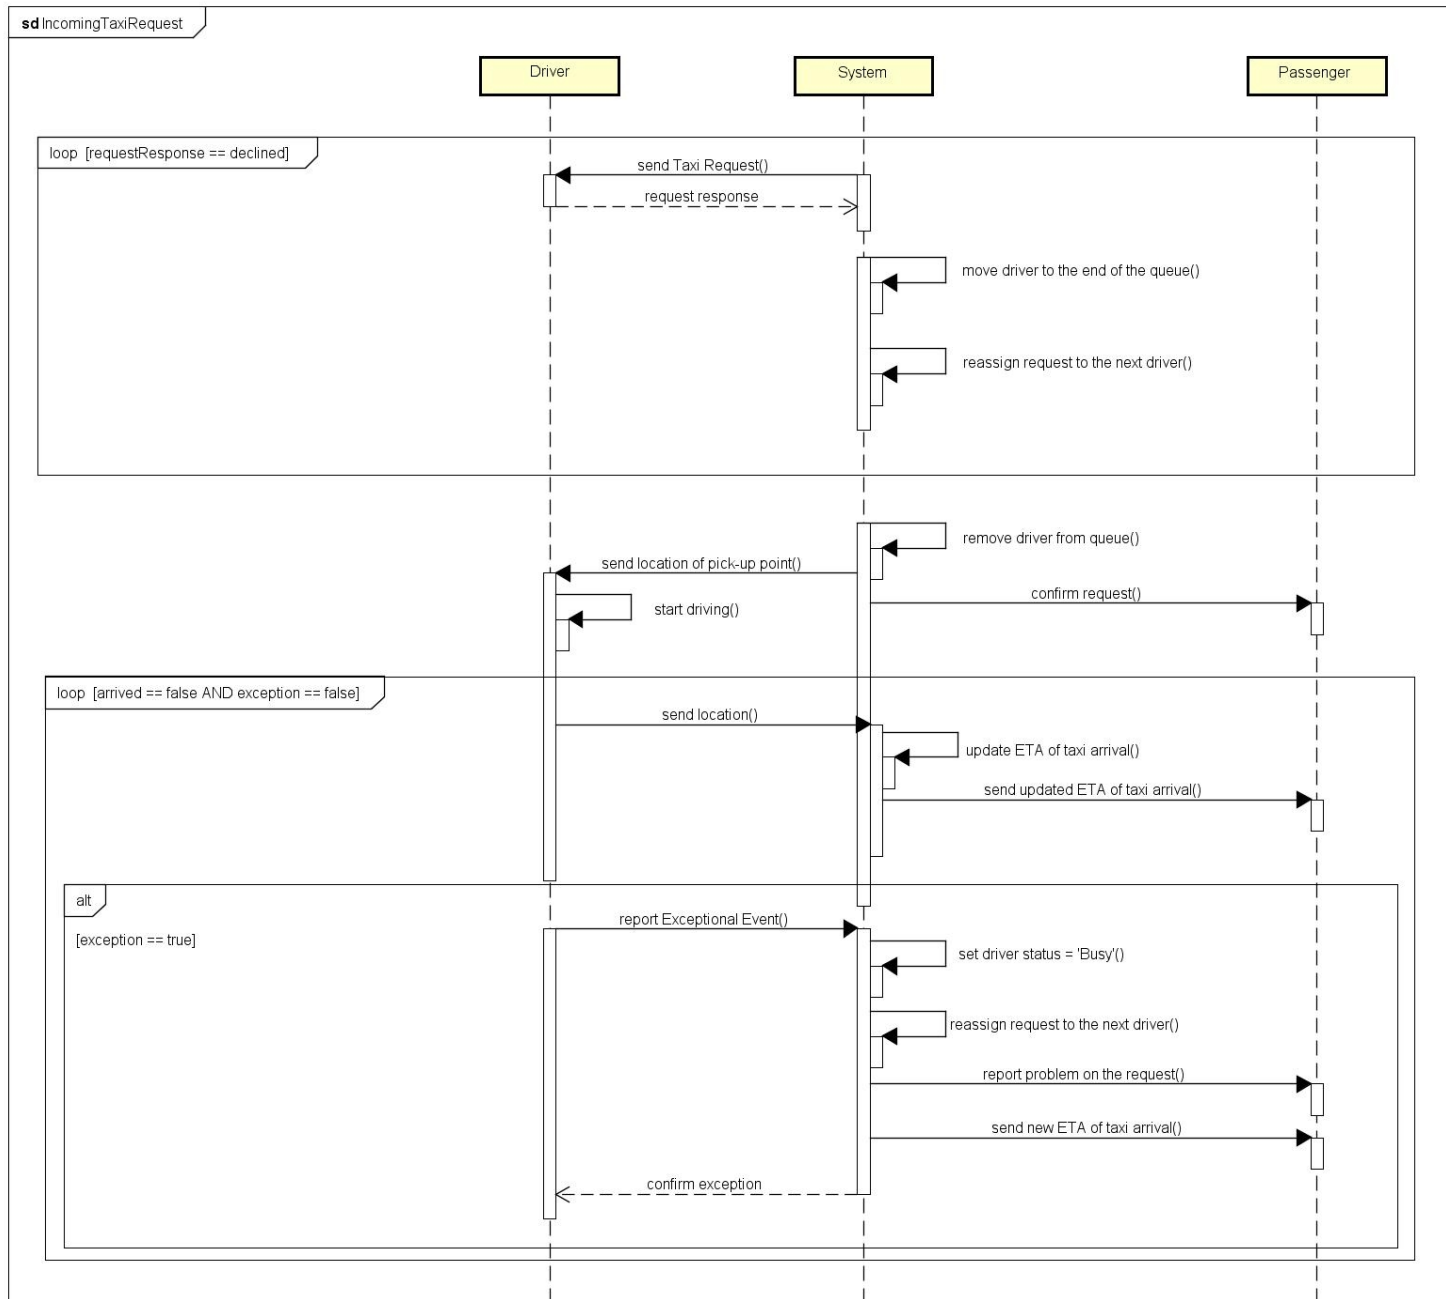 sd IncomingTaxiRequest
Driver
System
Passenger
loop [requestResponse == declined]
send Taxi Request()
request response
move driver to the end of the queue()
reassign request to the next driver()
remove driver from queue()
send location of pick-up point()
confirm request()
start driving()
loop [arrived == false AND exception == false]
send location()
update ETA of taxi arrival()
send updated ETA of taxi arrival()
alt
report Exceptional Event()
[exception == true]
set driver status = 'Busy'()
reassign request to the next driver()
report problem on the request()
send new ETA of taxi arrival()
confirm exception